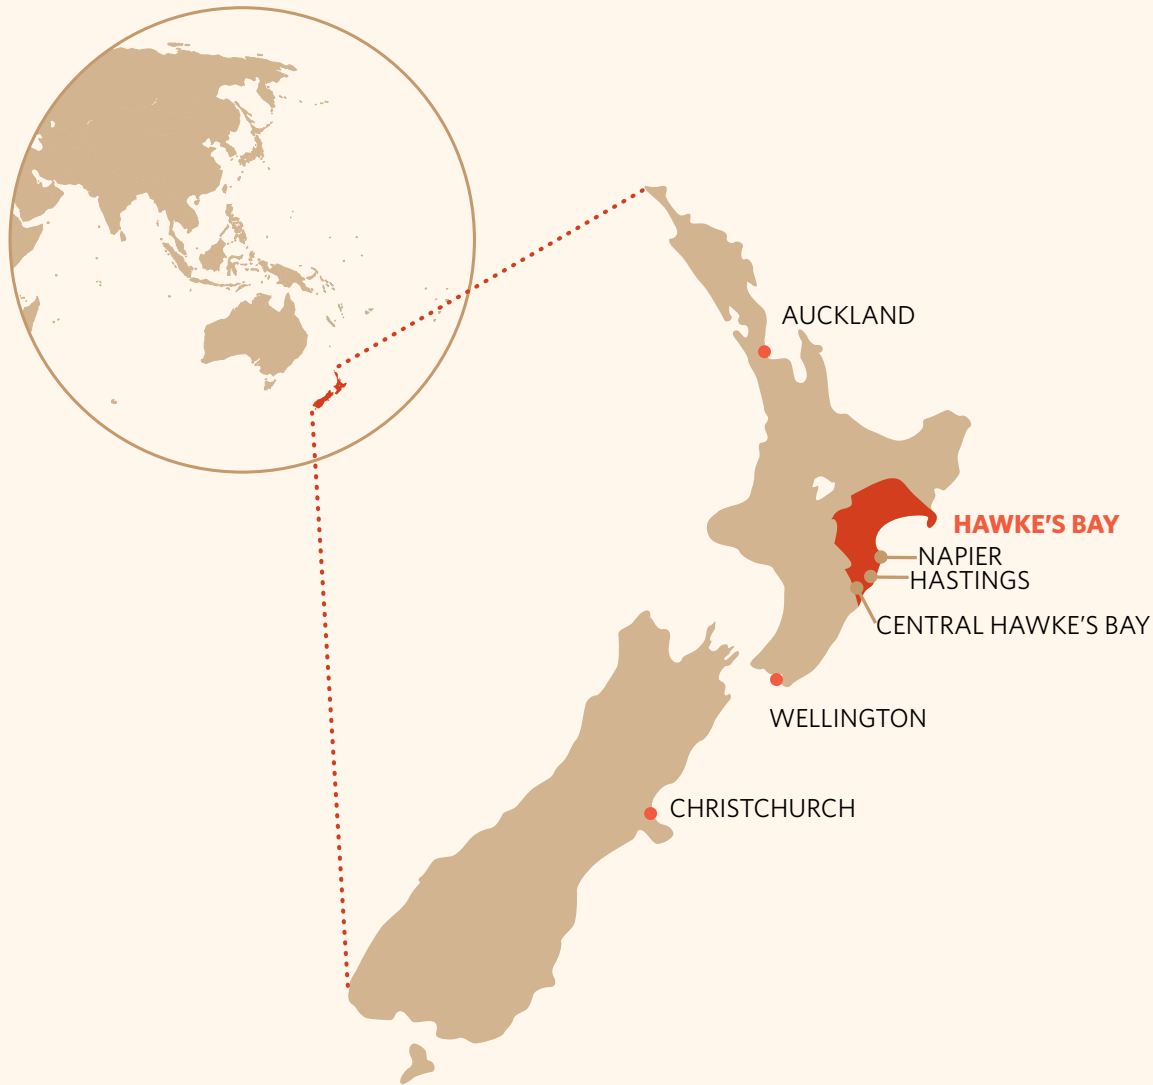 AUCKLAND
HAWKE'S BAY
NAPIER
HASTINGS
CENTRAL HAWKE'S BAY
WELLINGTON
CHRISTCHURCH